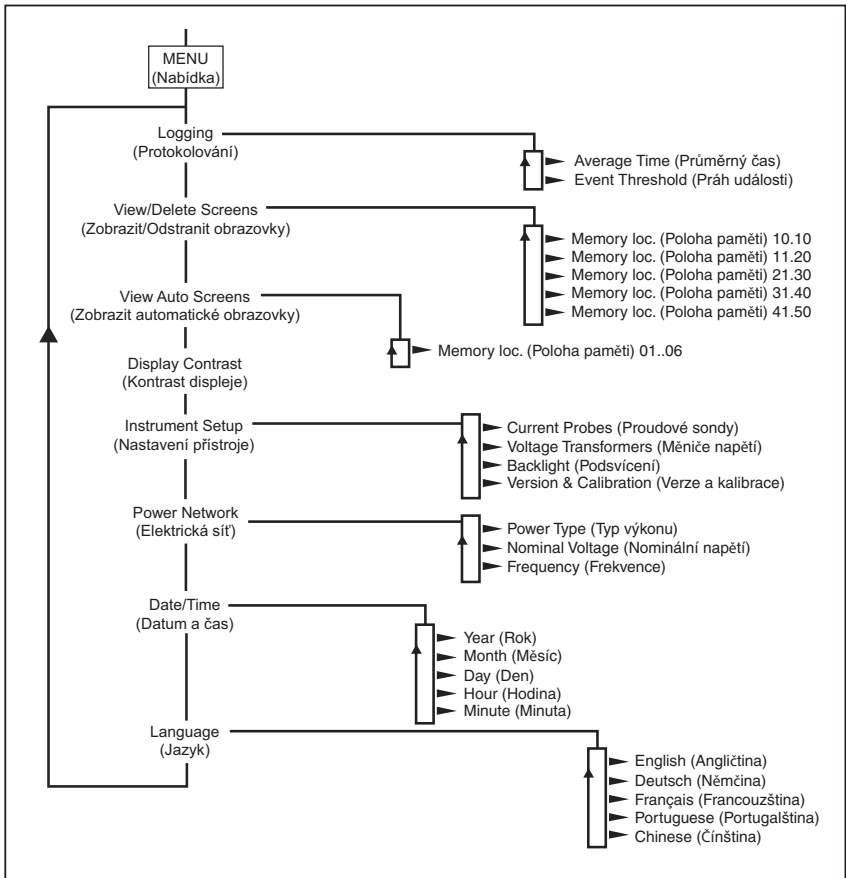 MENU
(Nabídka)
Logging
(Protokolování)
Average Time (Průměrný čas)
Event Threshold (Práh události)
View/Delete Screens
(Zobrazit/Odstranit obrazovky)
Memory loc. (Poloha paměti) 10.10
Memory loc. (Poloha paměti) 11.20
Memory loc. (Poloha paměti) 21.30
Memory loc. (Poloha paměti) 31.40
Memory loc. (Poloha paměti) 41.50
View Auto Screens
(Zobrazit automatické obrazovky)
Memory loc. (Poloha paměti) 01..06
Display Contrast
(Kontrast displeje)
Instrument Setup
(Nastavení přístroje)
Current Probes (Proudové sondy)
Voltage Transformers (Měniče napětí)
Backlight (Podsvícení)
Version & Calibration (Verze a kalibrace)
Power Network
(Elektrická síť)
Power Type (Typ výkonu)
Nominal Voltage (Nominální napětí)
Frequency (Frekvence)
Date/Time
(Datum a čas)
Year (Rok)
Month (Měsíc)
Day (Den)
Hour (Hodina)
Minute (Minuta)
Language
(Jazyk)
English (Angličtina)
Deutsch (Němčina)
Français (Francouzština)
Portuguese (Portugalština)
Chinese (Čínština)